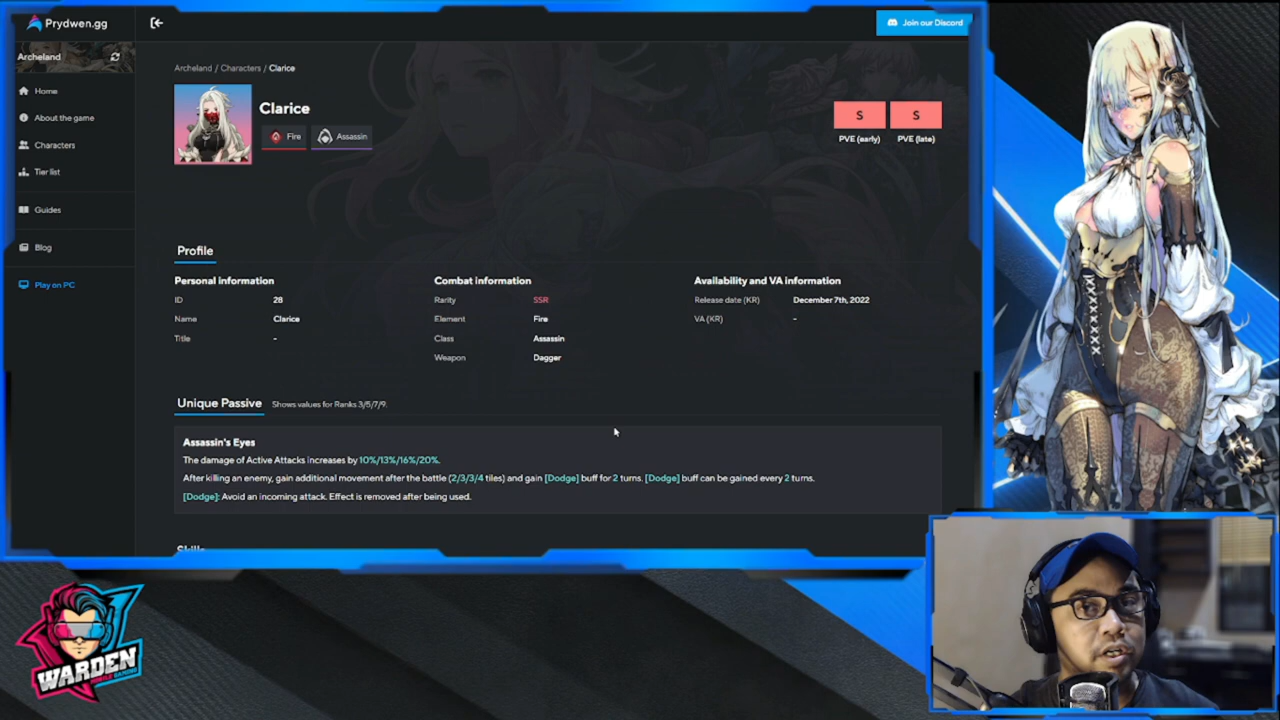 Prydwen.gg
Join our Discord
Archeland
Home
About the game
Characters
Tier list
Guides
Blog
Play on PC
Archeland / Characters / Clarice
Clarice
Fire
Assassin
S
S
PVE (early)
PVE (late)
Profile
Personal information
ID 28
Name Clarice
Title -
Combat information
Rarity SSR
Element Fire
Class Assassin
Weapon Dagger
Availability and VA information
Release date (KR) December 7th, 2022
VA (KR) -
Unique Passive Shows values for Ranks 3/5/7/9.
Assassin's Eyes
The damage of Active Attacks increases by 10%/13%/16%/20%.
After killing an enemy, gain additional movement after the battle (2/3/3/4 tiles) and gain [Dodge] buff for 2 turns. [Dodge] buff can be gained every 2 turns.
[Dodge]: Avoid an incoming attack. Effect is removed after being used.
Skills
WARDEN
MOBILE GAMING